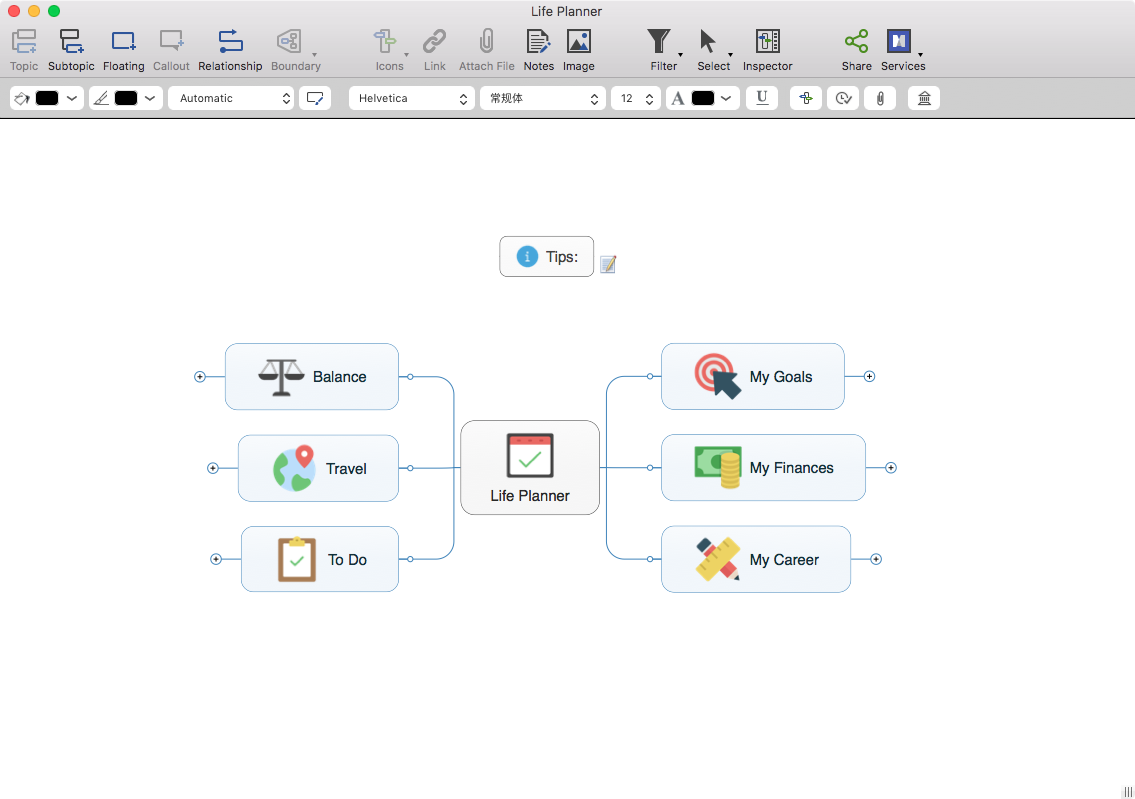 Life Planner
Topic Subtopic Floating Callout Relationship Boundary Icons Link Attach File Notes Image Filter Select Inspector Share Services
Automatic Helvetica 常规体 12 A U
Tips:
Balance My Goals
Travel My Finances
Life Planner
To Do My Career